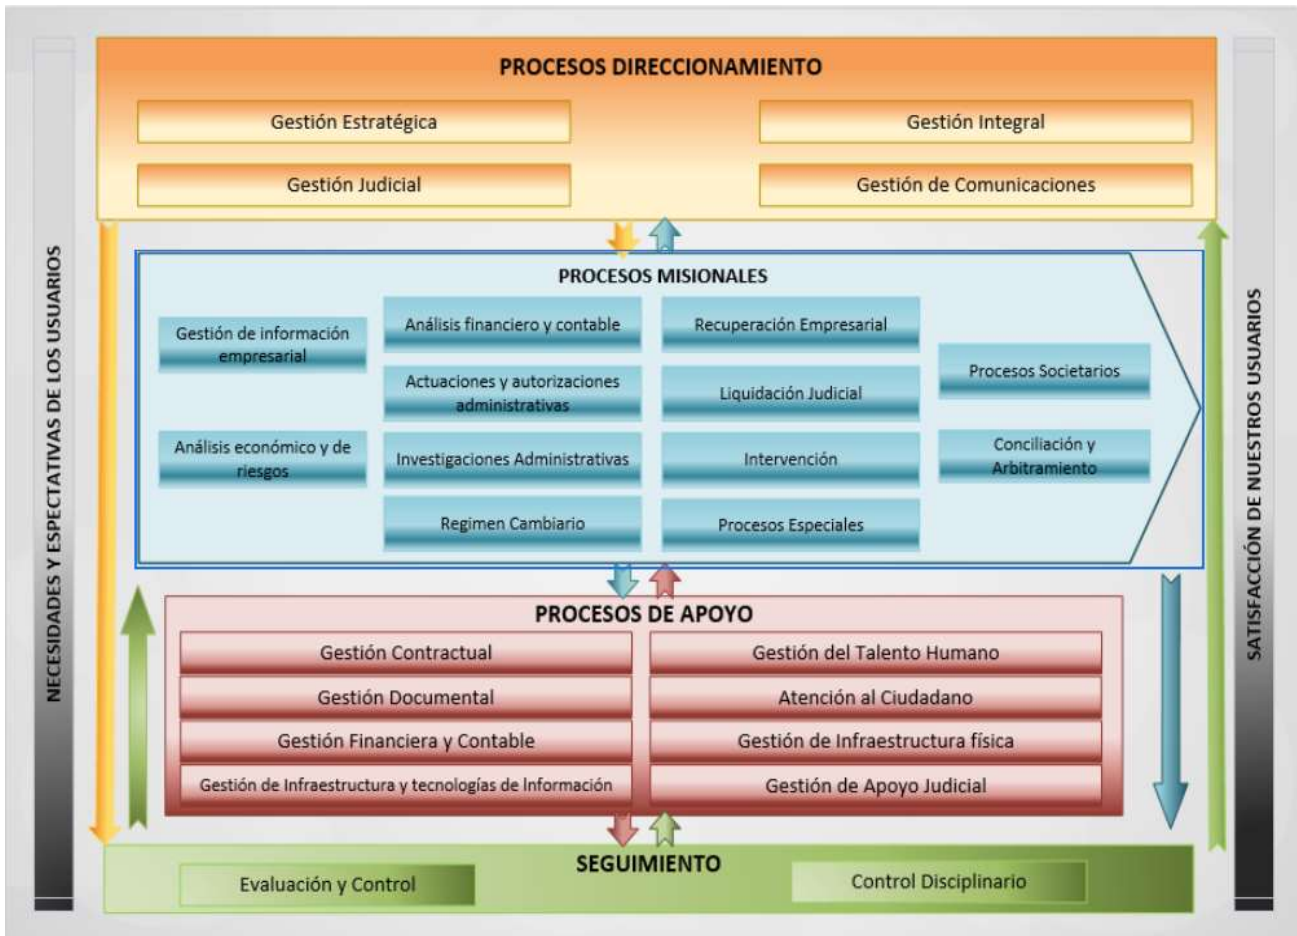 PROCESOS DIRECCIONAMIENTO
Gestión Estratégica
Gestión Integral
Gestión Judicial
Gestión de Comunicaciones
NECESIDADES Y ESPECTATIVAS DE LOS USUARIOS
PROCESOS MISIONALES
Gestión de información
empresarial
Análisis económico y de
riesgos
Análisis financiero y contable
Actuaciones y autorizaciones
administrativas
Investigaciones Administrativas
Regimen Cambiario
Recuperación Empresarial
Liquidación Judicial
Intervención
Procesos Especiales
Procesos Societarios
Conciliación y
Arbitramiento
SATISFACCIÓN DE NUESTROS USUARIOS
PROCESOS DE APOYO
Gestión Contractual
Gestión del Talento Humano
Gestión Documental
Atención al Ciudadano
Gestión Financiera y Contable
Gestión de Infraestructura física
Gestión de Infraestructura y tecnologías de Información
Gestión de Apoyo Judicial
SEGUIMIENTO
Evaluación y Control
Control Disciplinario